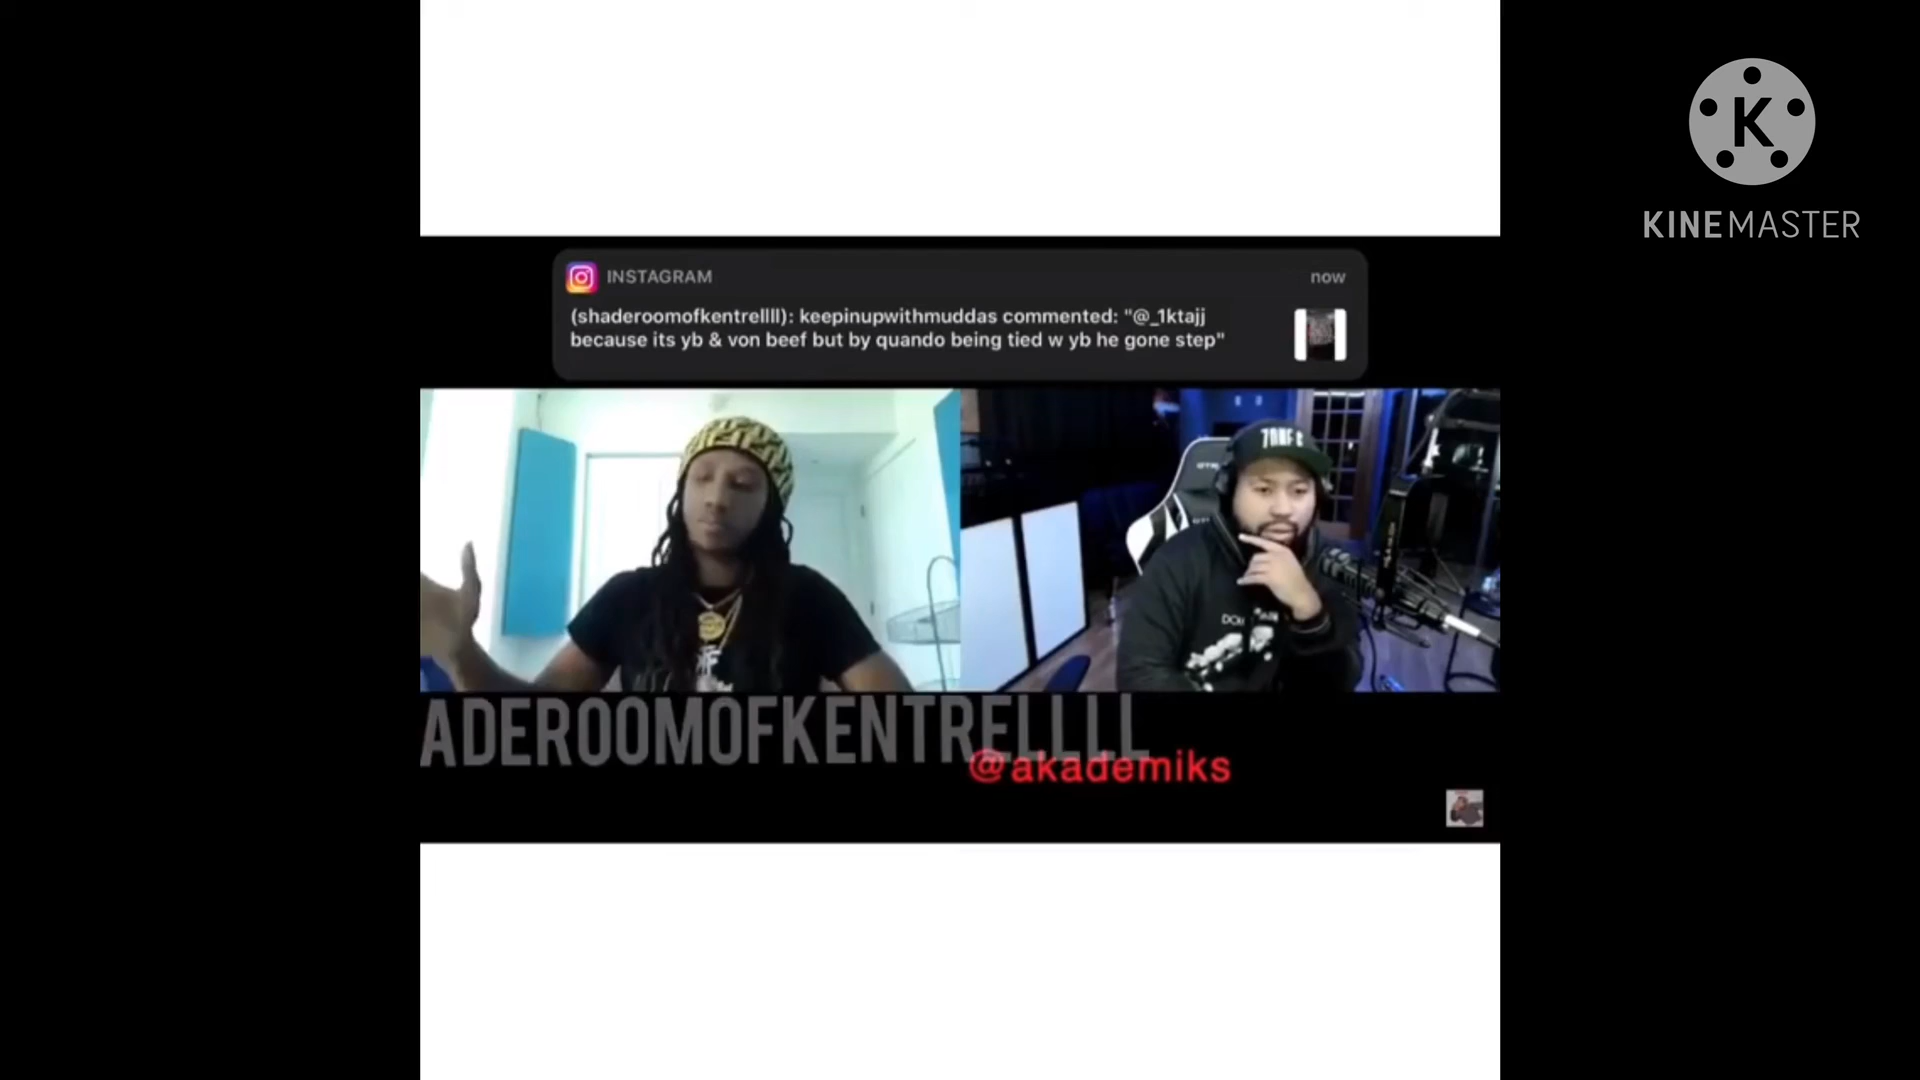 KINEMASTER
INSTAGRAM
now
(shaderoomofkentrellll): keepinupwithmuddas commented: "@_1ktajj
because its yb & von beef but by quando being tied w yb he gone step"
ADEROOMOFKENTRELLLL
@akademiks